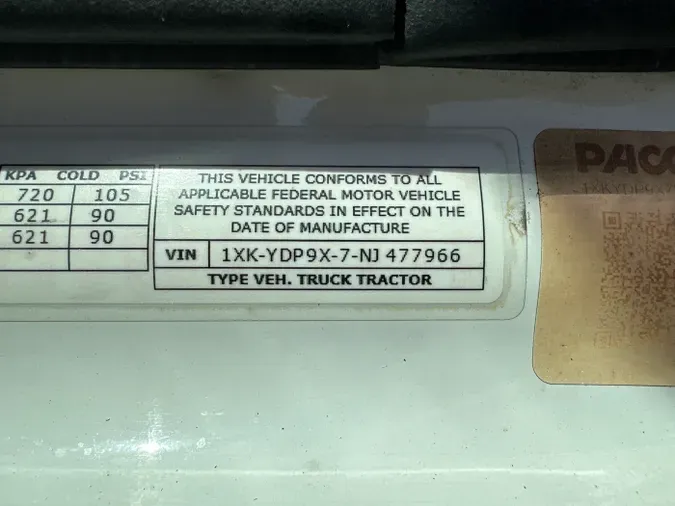 KPA COLD PSI
720 105
621 90
621 90
THIS VEHICLE CONFORMS TO ALL
APPLICABLE FEDERAL MOTOR VEHICLE
SAFETY STANDARDS IN EFFECT ON THE
DATE OF MANUFACTURE
VIN 1XK-YDP9X-7-NJ 477966
TYPE VEH. TRUCK TRACTOR
PACC